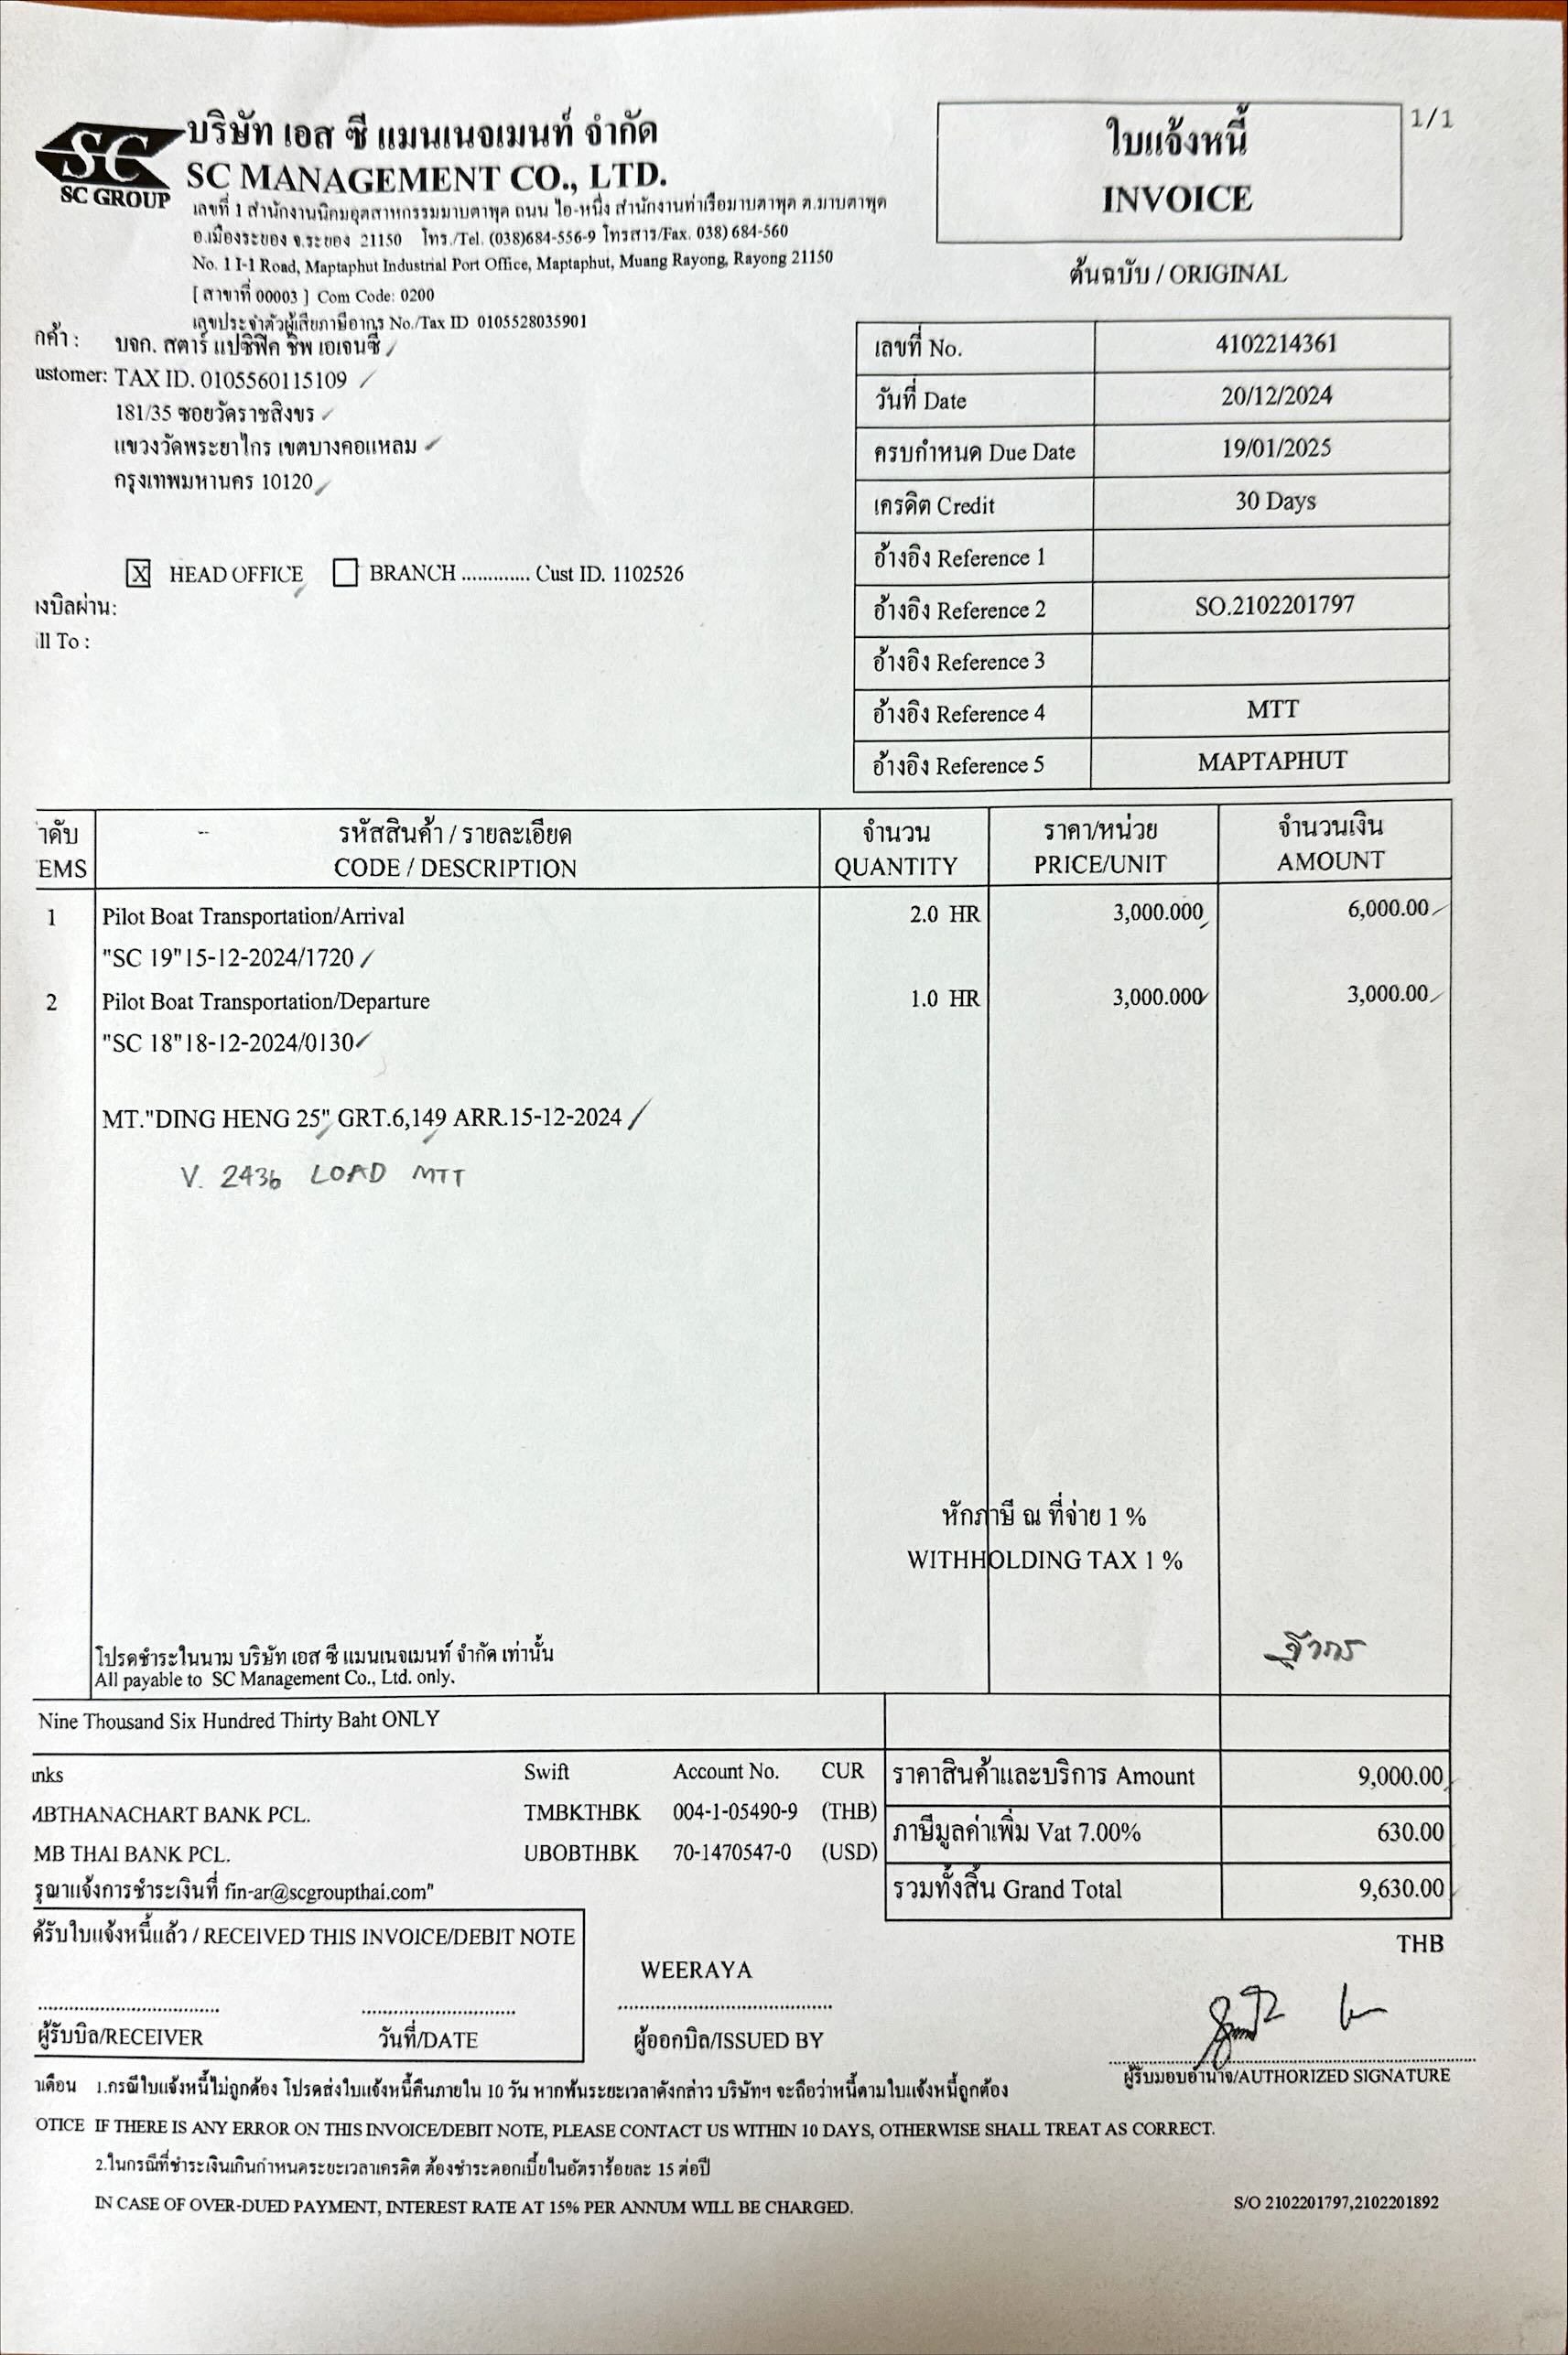 SC
SC GROUP
บริษัท เอส ซี แมนเนจเมนท์ จำกัด
SC MANAGEMENT CO., LTD.
เลขที่ 1 สำนักงานนิคมอุตสาหกรรมมาบตาพุด ถนน ไอ-หนึ่ง สำนักงานท่าเรือมาบตาพุด ต.มาบตาพุด
อ.เมืองระยอง จ.ระยอง 21150 โทร./Tel. (038)684-556-9 โทรสาร/Fax. 038) 684-560
No. 1 I-1 Road, Maptaphut Industrial Port Office, Maptaphut, Muang Rayong, Rayong 21150
[ สาขาที่ 00003 ] Com Code: 0200
เลขประจำตัวผู้เสียภาษีอากร No./Tax ID 0105528035901
ใบแจ้งหนี้
INVOICE
1/1
ต้นฉบับ / ORIGINAL
กค้า : บจก. สตาร์ แปซิฟิค ชิพ เอเจนซี่
ustomer: TAX ID. 0105560115109
181/35 ซอยวัดราชสิงขร
แขวงวัดพระยาไกร เขตบางคอแหลม
กรุงเทพมหานคร 10120
X HEAD OFFICE BRANCH ............. Cust ID. 1102526
งบิลผ่าน:
ill To :
เลขที่ No. 4102214361
วันที่ Date 20/12/2024
ครบกำหนด Due Date 19/01/2025
เครดิต Credit 30 Days
อ้างอิง Reference 1
อ้างอิง Reference 2 SO.2102201797
อ้างอิง Reference 3
อ้างอิง Reference 4 MTT
อ้างอิง Reference 5 MAPTAPHUT
าดับ -- รหัสสินค้า / รายละเอียด จำนวน ราคา/หน่วย จำนวนเงิน
EMS CODE / DESCRIPTION QUANTITY PRICE/UNIT AMOUNT
1 Pilot Boat Transportation/Arrival 2.0 HR 3,000.000 6,000.00
"SC 19"15-12-2024/1720
2 Pilot Boat Transportation/Departure 1.0 HR 3,000.000 3,000.00
"SC 18"18-12-2024/0130
MT."DING HENG 25" GRT.6,149 ARR.15-12-2024
V. 2436 LOAD MTT
หักภาษี ณ ที่จ่าย 1 %
WITHHOLDING TAX 1 %
โปรดชำระในนาม บริษัท เอส ซี แมนเนจเมนท์ จำกัด เท่านั้น
All payable to SC Management Co., Ltd. only.
Nine Thousand Six Hundred Thirty Baht ONLY
nks Swift Account No. CUR
MBTHANACHART BANK PCL. TMBKTHBK 004-1-05490-9 (THB)
MB THAI BANK PCL. UBOBTHBK 70-1470547-0 (USD)
รุณาแจ้งการชำระเงินที่ fin-ar@scgroupthai.com"
ราคาสินค้าและบริการ Amount 9,000.00
ภาษีมูลค่าเพิ่ม Vat 7.00% 630.00
รวมทั้งสิ้น Grand Total 9,630.00
THB
ด้รับใบแจ้งหนี้แล้ว / RECEIVED THIS INVOICE/DEBIT NOTE
ผู้รับบิล/RECEIVER วันที่/DATE
WEERAYA
ผู้ออกบิล/ISSUED BY
ผู้รับมอบอำนาจ/AUTHORIZED SIGNATURE
าเตือน 1.กรณีใบแจ้งหนี้ไม่ถูกต้อง โปรดส่งใบแจ้งหนี้คืนภายใน 10 วัน หากพ้นระยะเวลาดังกล่าว บริษัทฯ จะถือว่าหนี้ตามใบแจ้งหนี้ถูกต้อง
OTICE IF THERE IS ANY ERROR ON THIS INVOICE/DEBIT NOTE, PLEASE CONTACT US WITHIN 10 DAYS, OTHERWISE SHALL TREAT AS CORRECT.
2.ในกรณีที่ชำระเงินเกินกำหนดระยะเวลาเครดิต ต้องชำระดอกเบี้ยในอัตราร้อยละ 15 ต่อปี
IN CASE OF OVER-DUED PAYMENT, INTEREST RATE AT 15% PER ANNUM WILL BE CHARGED.
S/O 2102201797,2102201892